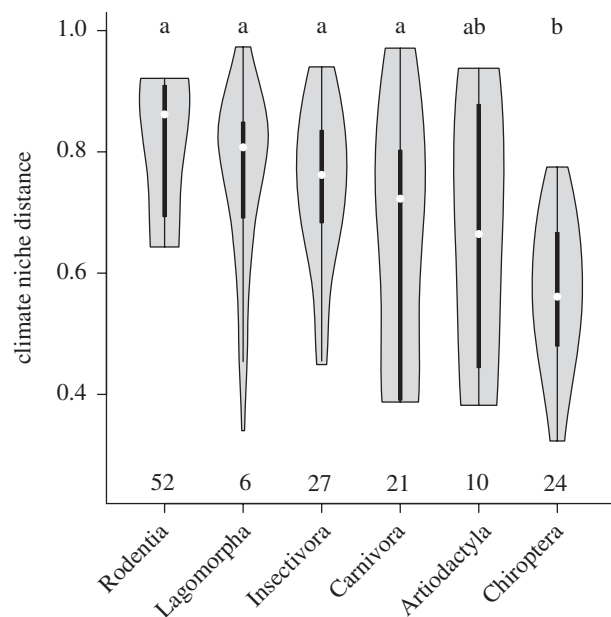 1.0 a a a a ab b
0.8
0.6
0.4
climate niche distance
52 6 27 21 10 24
Rodentia
Lagomorpha
Insectivora
Carnivora
Artiodactyla
Chiroptera